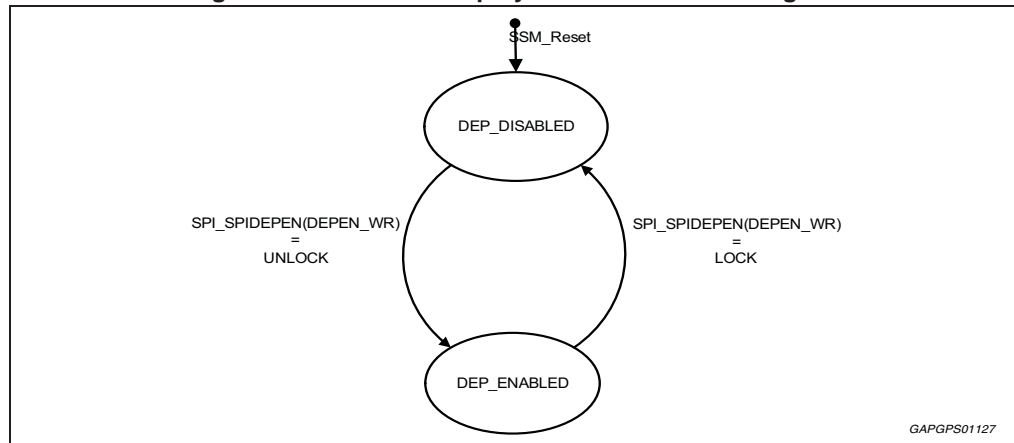 SSM_Reset
DEP_DISABLED
SPI_SPIDEPEN(DEPEN_WR)
=
UNLOCK
SPI_SPIDEPEN(DEPEN_WR)
=
LOCK
DEP_ENABLED
GAPGPS01127